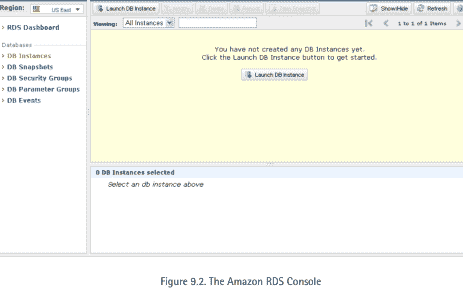 Region: US East
Launch DB Instance
Show/Hide
Refresh
> RDS Dashboard
Viewing: All Instances
1 to 1 of 1 Items
Databases
> DB Instances
> DB Snapshots
> DB Security Groups
> DB Parameter Groups
> DB Events
You have not created any DB Instances yet.
Click the Launch DB Instance button to get started.
Launch DB Instance
0 DB Instances selected
Select an db instance above
Figure 9.2. The Amazon RDS Console